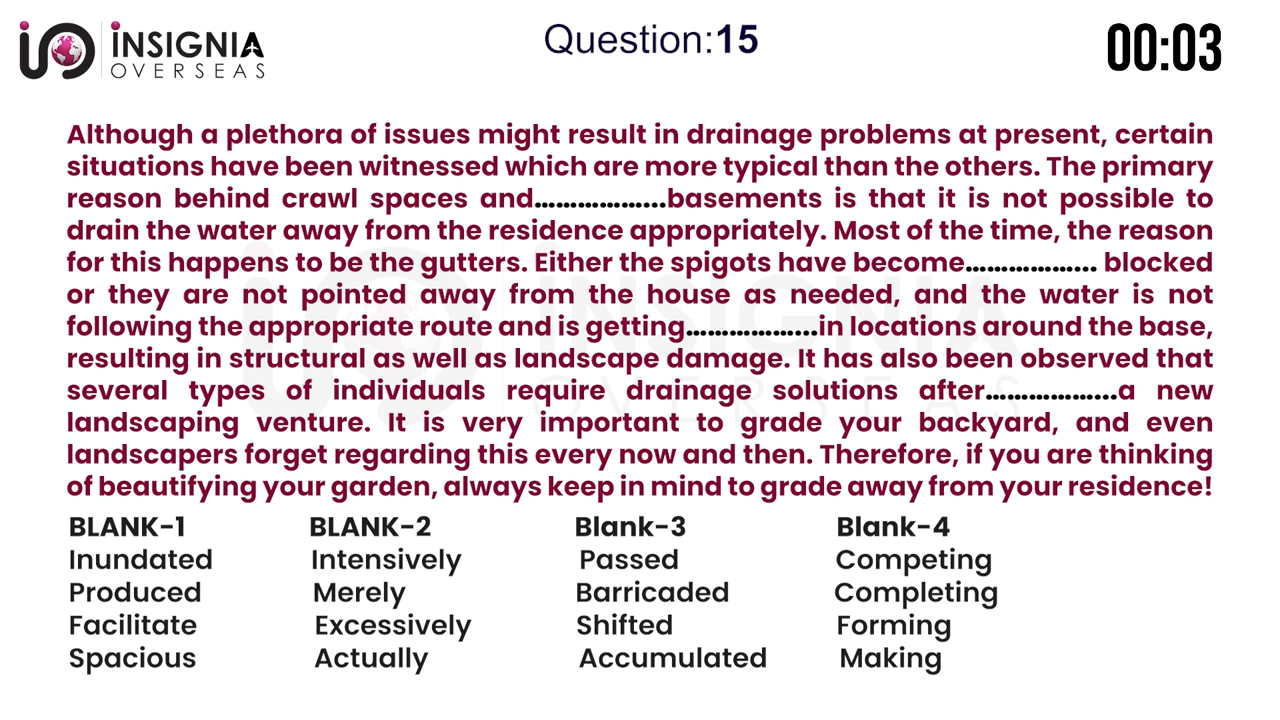 iO INSIGNIA
OVERSEAS
Question:15
00:03
Although a plethora of issues might result in drainage problems at present, certain
situations have been witnessed which are more typical than the others. The primary
reason behind crawl spaces and..................basements is that it is not possible to
drain the water away from the residence appropriately. Most of the time, the reason
for this happens to be the gutters. Either the spigots have become.................. blocked
or they are not pointed away from the house as needed, and the water is not
following the appropriate route and is getting..................in locations around the base,
resulting in structural as well as landscape damage. It has also been observed that
several types of individuals require drainage solutions after..................a new
landscaping venture. It is very important to grade your backyard, and even
landscapers forget regarding this every now and then. Therefore, if you are thinking
of beautifying your garden, always keep in mind to grade away from your residence!
BLANK-1 BLANK-2 Blank-3 Blank-4
Inundated Intensively Passed Competing
Produced Merely Barricaded Completing
Facilitate Excessively Shifted Forming
Spacious Actually Accumulated Making